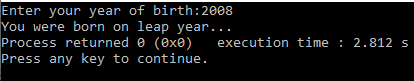 Enter your year of birth:2008
You were born on leap year...
Process returned 0 (0x0)   execution time : 2.812 s
Press any key to continue.